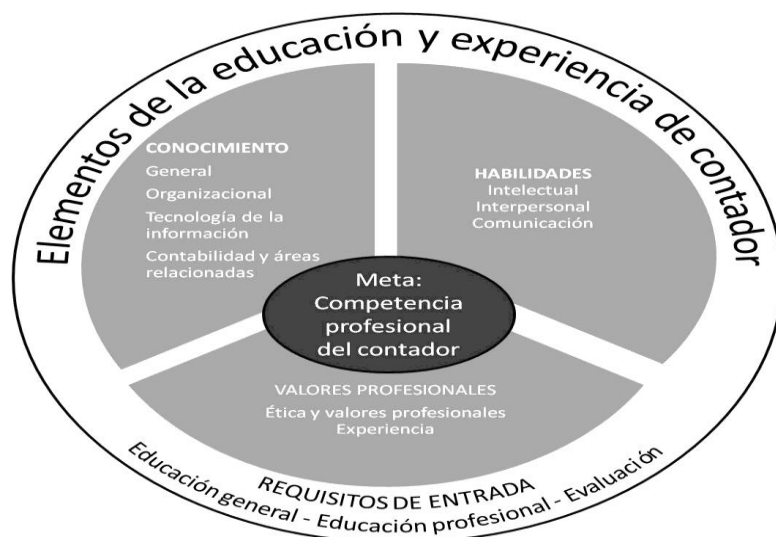 Elementos de la educación y experiencia de contador
CONOCIMIENTO
General
Organizacional
Tecnología de la
información
Contabilidad y áreas
relacionadas
HABILIDADES
Intelectual
Interpersonal
Comunicación
Meta:
Competencia
profesional
del contador
VALORES PROFESIONALES
Ética y valores profesionales
Experiencia
REQUISITOS DE ENTRADA
Educación general - Educación profesional - Evaluación